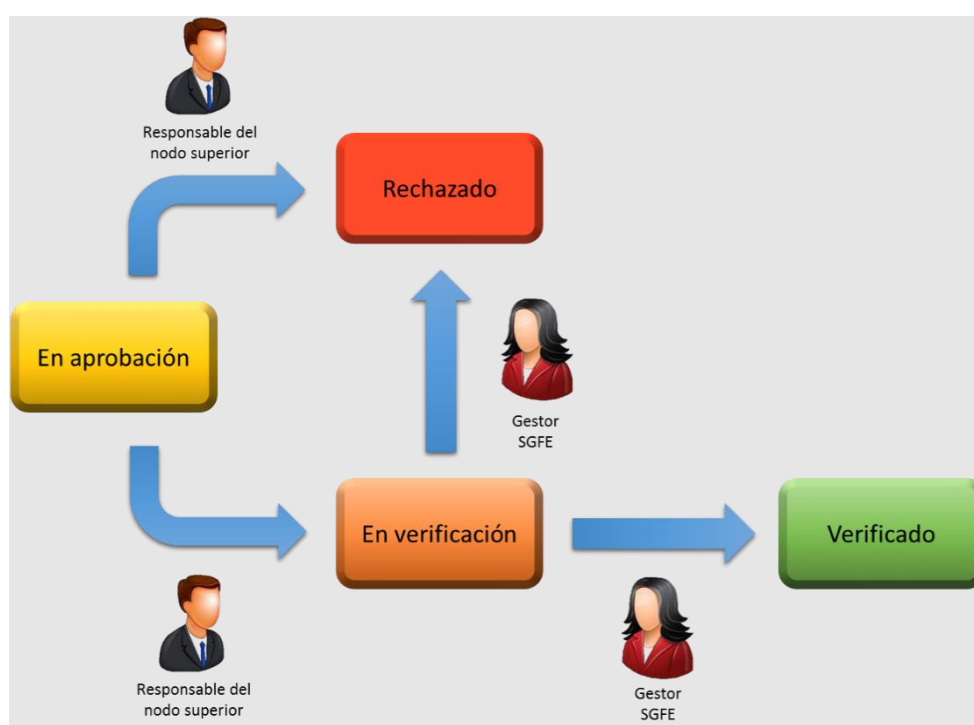 Responsable del
nodo superior
Rechazado
En aprobación
Gestor
SGFE
En verificación
Verificado
Responsable del
nodo superior
Gestor
SGFE